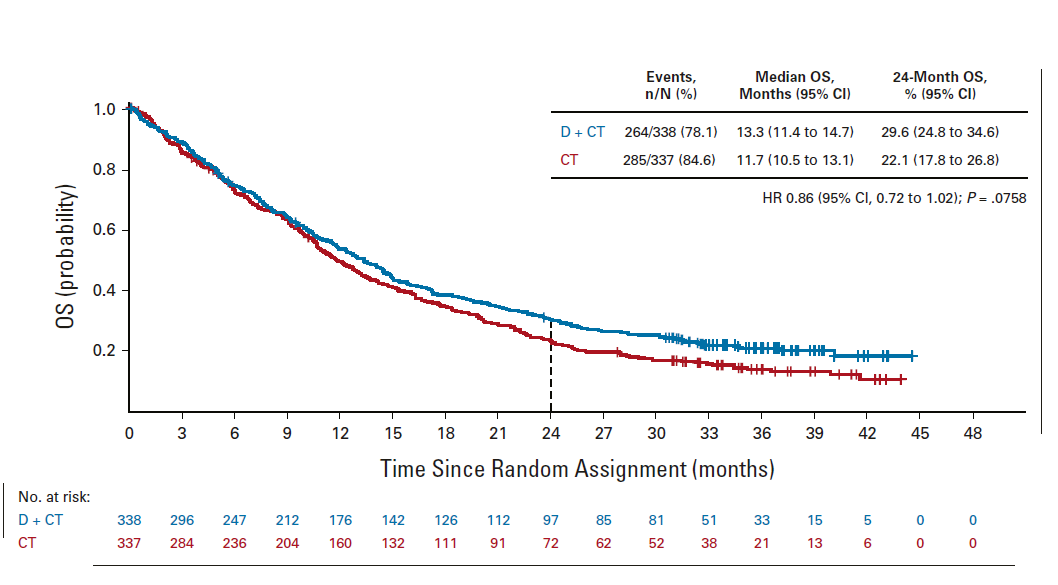 Events, Median OS, 24-Month OS,
n/N (%) Months (95% CI) % (95% CI)
D + CT 264/338 (78.1) 13.3 (11.4 to 14.7) 29.6 (24.8 to 34.6)
CT 285/337 (84.6) 11.7 (10.5 to 13.1) 22.1 (17.8 to 26.8)
HR 0.86 (95% CI, 0.72 to 1.02); P = .0758
OS (probability)
1.0
0.8
0.6
0.4
0.2
0 3 6 9 12 15 18 21 24 27 30 33 36 39 42 45 48
Time Since Random Assignment (months)
No. at risk:
D + CT 338 296 247 212 176 142 126 112 97 85 81 51 33 15 5 0 0
CT 337 284 236 204 160 132 111 91 72 62 52 38 21 13 6 0 0